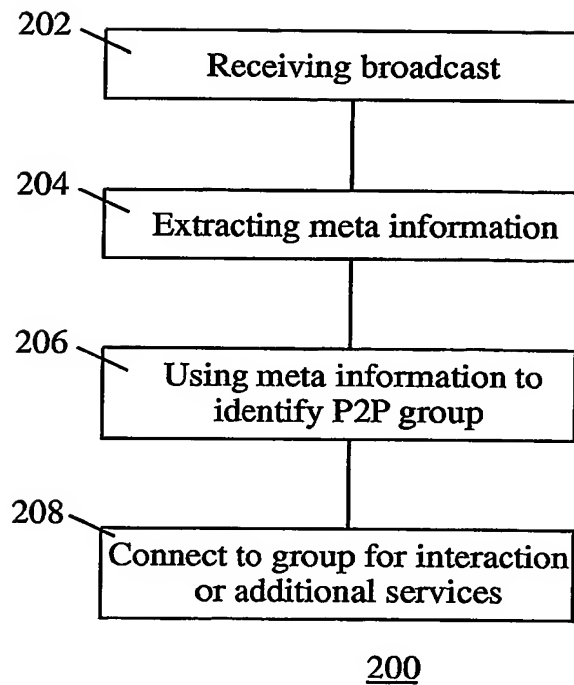 202
Receiving broadcast
204
Extracting meta information
206
Using meta information to
identify P2P group
208
Connect to group for interaction
or additional services
200